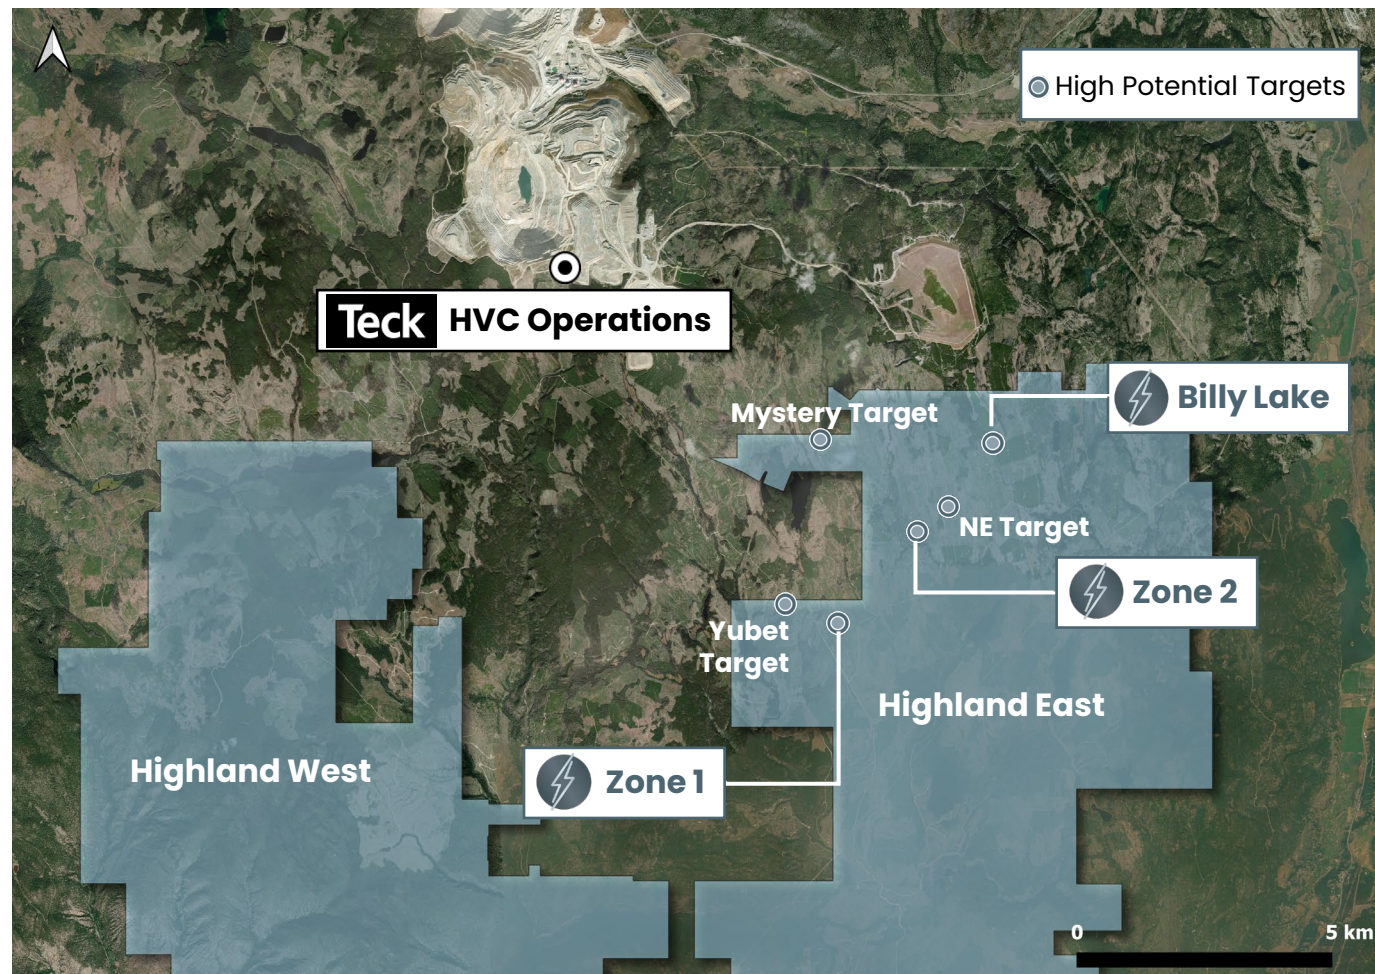 High Potential Targets
Teck HVC Operations
Billy Lake
Mystery Target
NE Target
Zone 2
Yubet
Target
Highland East
Highland West
Zone 1
0 5 km